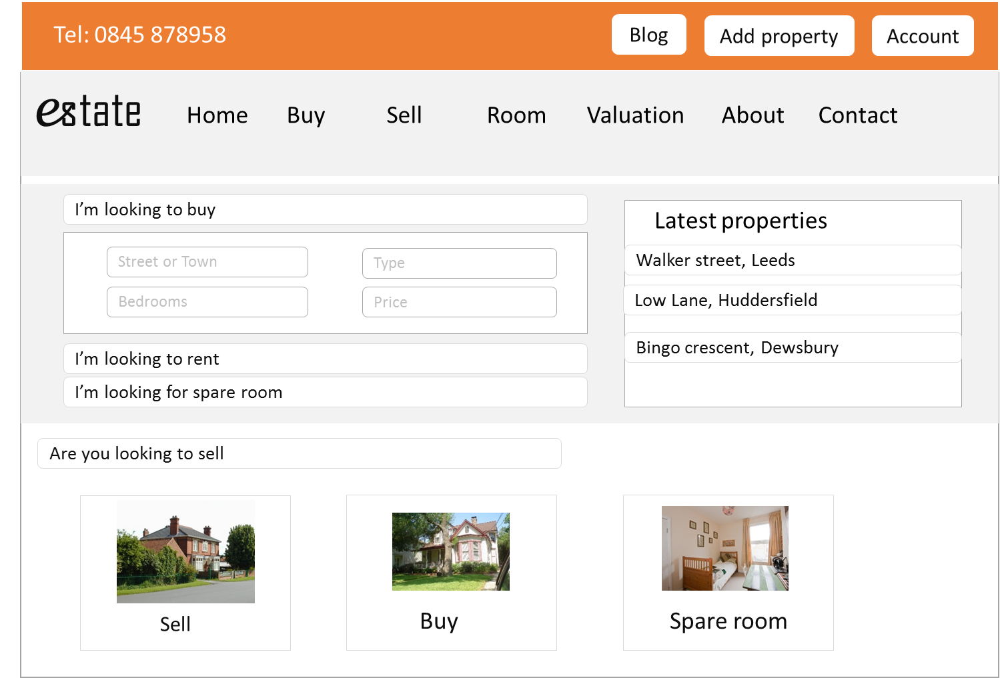 Tel: 0845 878958
Blog
Add property
Account
estate
Home
Buy
Sell
Room
Valuation
About
Contact
I'm looking to buy
Street or Town
Type
Bedrooms
Price
I'm looking to rent
I'm looking for spare room
Latest properties
Walker street, Leeds
Low Lane, Huddersfield
Bingo crescent, Dewsbury
Are you looking to sell
Sell
Buy
Spare room